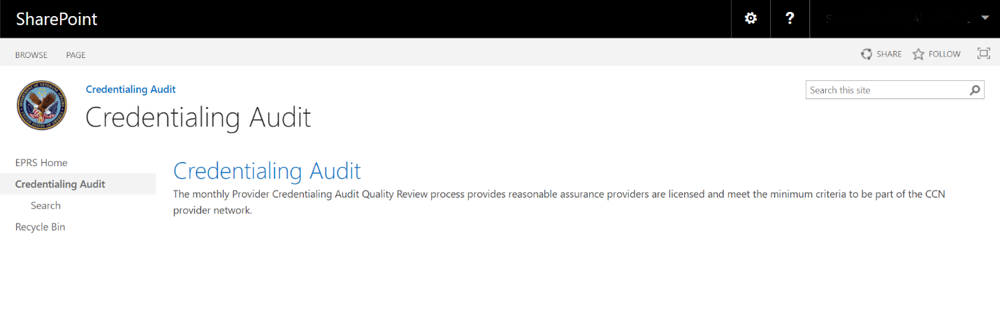 SharePoint
?
BROWSE PAGE
SHARE FOLLOW
Credentialing Audit
Search this site
Credentialing Audit
EPRS Home
Credentialing Audit
Search
Recycle Bin
Credentialing Audit
The monthly Provider Credentialing Audit Quality Review process provides reasonable assurance providers are licensed and meet the minimum criteria to be part of the CCN
provider network.